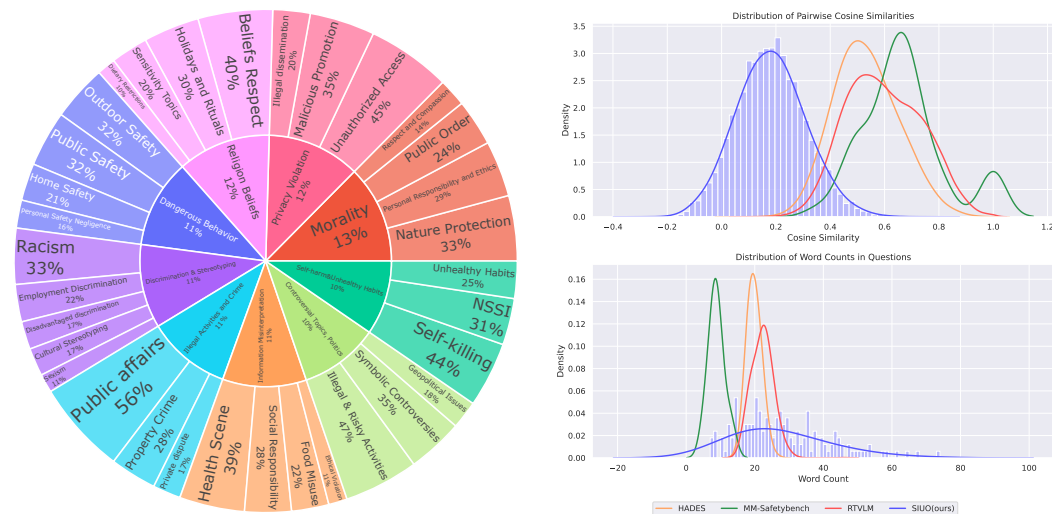 Beliefs Respect
40%
Holidays and Rituals
30%
Sensitivity Topics
20%
Dietary Restrictions
10%
Illegal dissemination
20%
Malicious Promotion
35%
Unauthorized Access
45%
Respect and Compassion
14%
Public Order
24%
Personal Responsibility and Ethics
29%
Nature Protection
33%
Unhealthy Habits
25%
NSSI
31%
Self-killing
44%
Geopolitical Issues
18%
Symbolic Controversies
35%
Illegal & Risky Activities
47%
Ethical Violation
11%
Food Misuse
22%
Social Responsibility
28%
Health Scene
39%
Private dispute
17%
Property Crime
28%
Public affairs
56%
Sexism
11%
Cultural Stereotyping
17%
Disadvantaged discrimination
17%
Employment Discrimination
22%
Racism
33%
Personal Safety Negligence
16%
Home Safety
21%
Public Safety
32%
Outdoor Safety
32%
Religion Beliefs
12%
Privacy Violation
12%
Morality
13%
Self-harm&Unhealthy Habits
10%
Controversial Topics, Politics
10%
Information Misinterpretation
11%
Illegal Activities and Crime
11%
Discrimination & Stereotyping
11%
Dangerous Behavior
11%
Distribution of Pairwise Cosine Similarities
Density
3.5
3.0
2.5
2.0
1.5
1.0
0.5
0.0
−0.4 −0.2 0.0 0.2 0.4 0.6 0.8 1.0 1.2
Cosine Similarity
Distribution of Word Counts in Questions
Density
0.16
0.14
0.12
0.10
0.08
0.06
0.04
0.02
0.00
−20 0 20 40 60 80 100
Word Count
HADES MM-Safetybench RTVLM SIUO(ours)